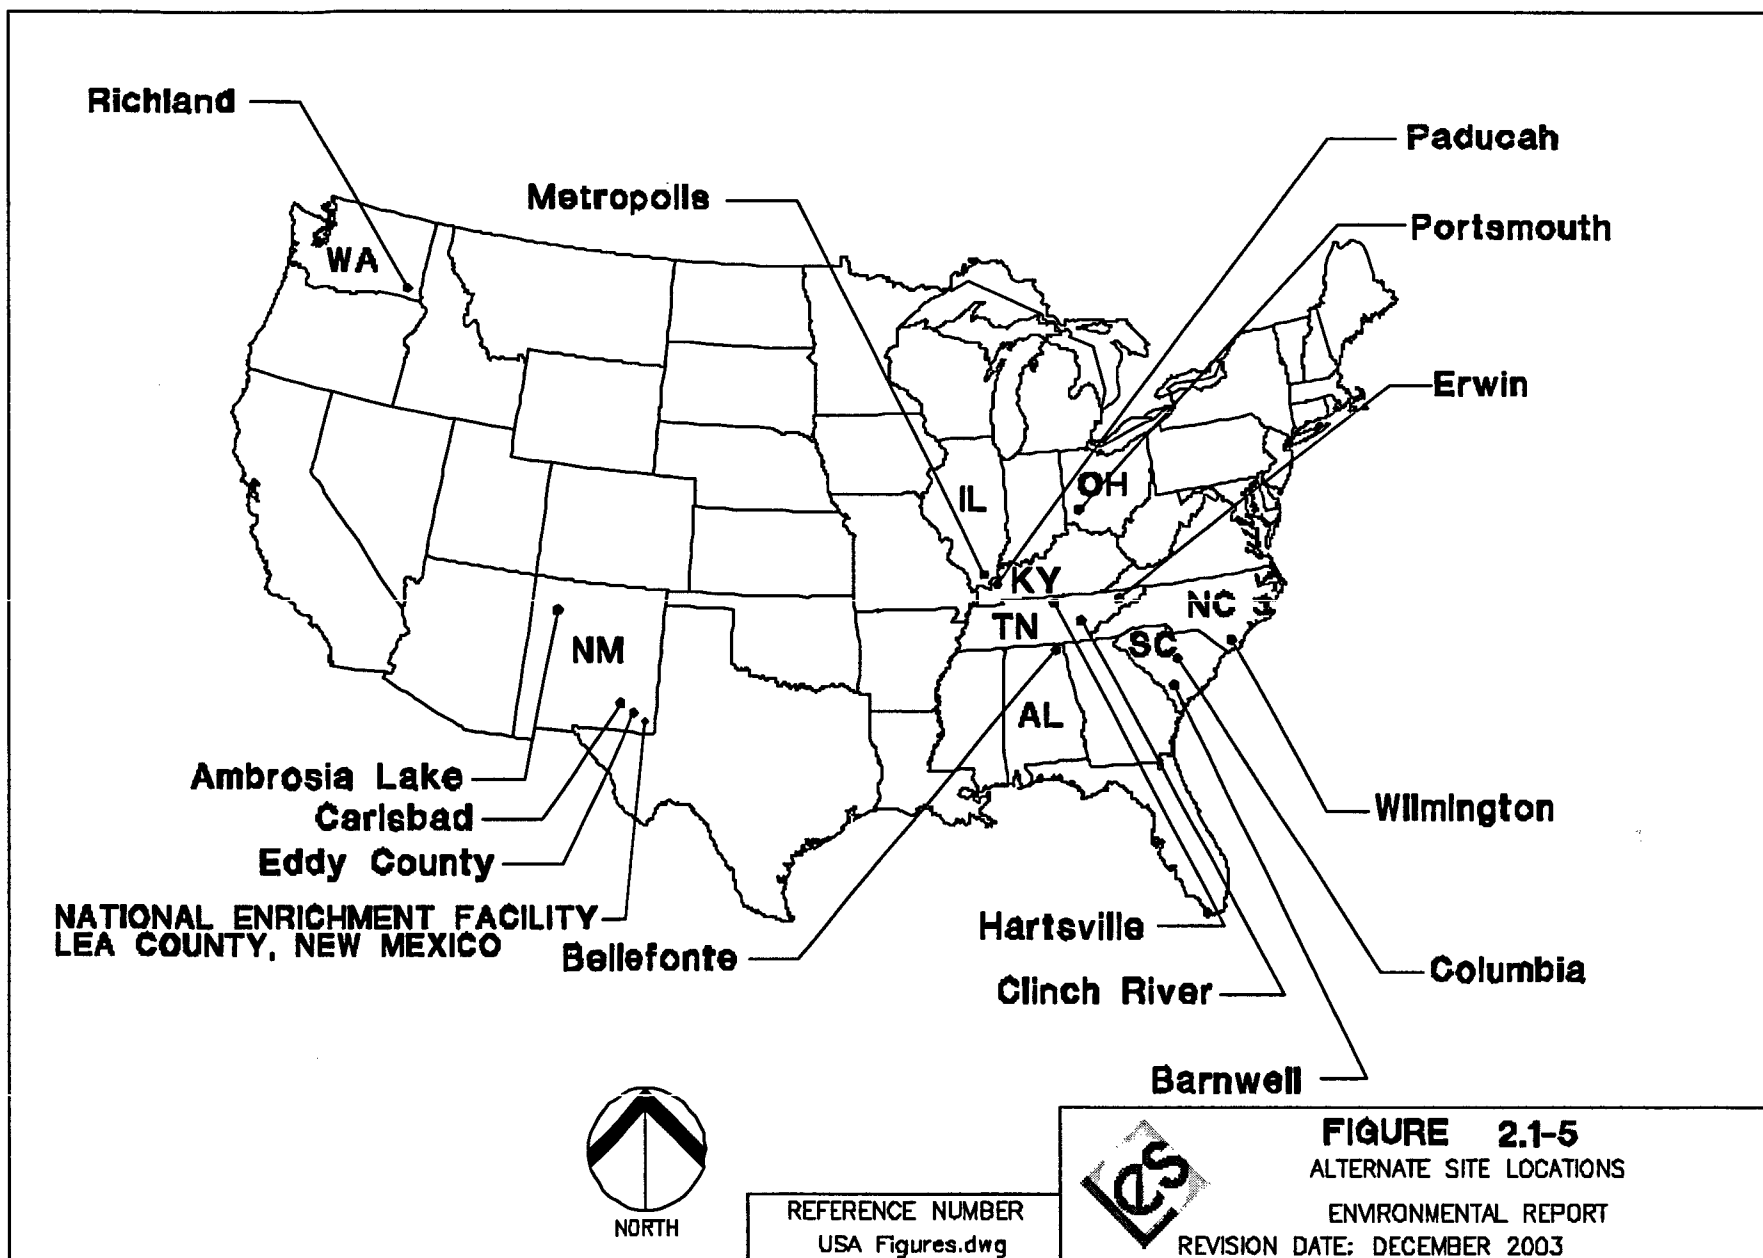 Richland
Paducah
Metropolis
Portsmouth
WA
Erwin
OH
IL
KY
NC
TN
NM
SC
AL
Ambrosia Lake
Carlsbad
Wilmington
Eddy County
NATIONAL ENRICHMENT FACILITY
LEA COUNTY, NEW MEXICO
Hartsville
Bellefonte
Columbia
Clinch River
Barnwell
NORTH
REFERENCE NUMBER
USA Figures.dwg
les
FIGURE 2.1-5
ALTERNATE SITE LOCATIONS
ENVIRONMENTAL REPORT
REVISION DATE: DECEMBER 2003